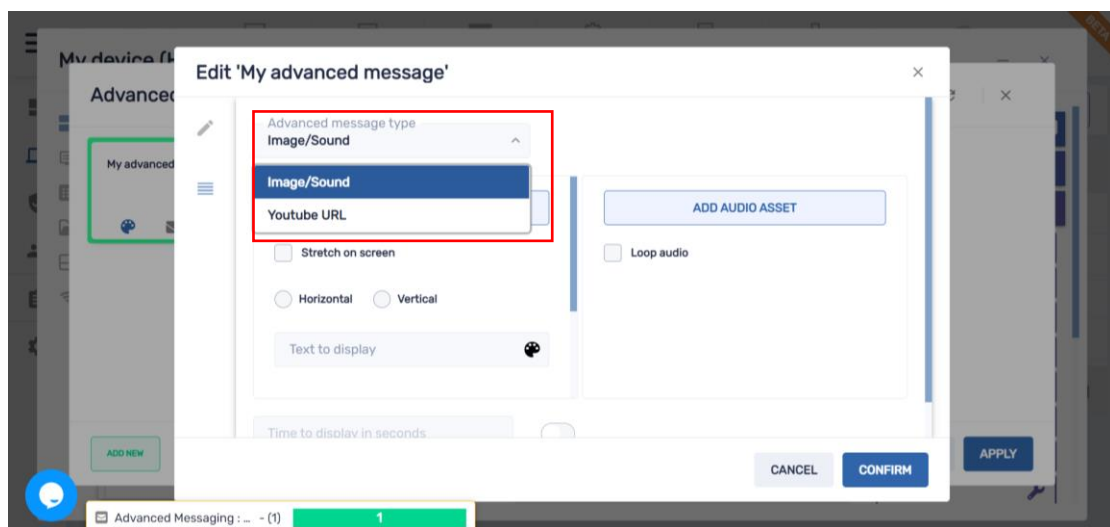 BETA
My device (H
Advanced
Edit 'My advanced message'
My advanced
Advanced message type
Image/Sound
Image/Sound
Youtube URL
ADD AUDIO ASSET
Stretch on screen
Loop audio
Horizontal
Vertical
Text to display
Time to display in seconds
ADD NEW
CANCEL
CONFIRM
APPLY
Advanced Messaging : ... - (1)
1